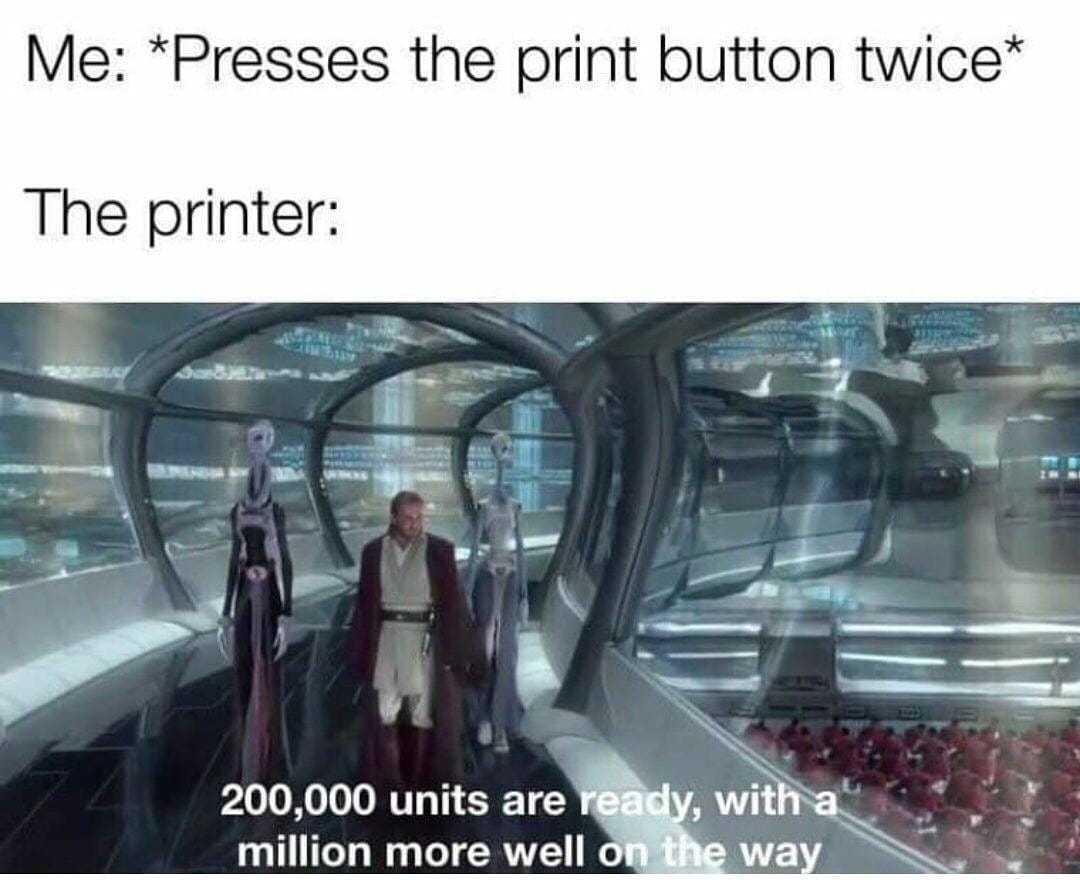 Me: *Presses the print button twice*
The printer:
200,000 units are ready, with a
million more well on the way